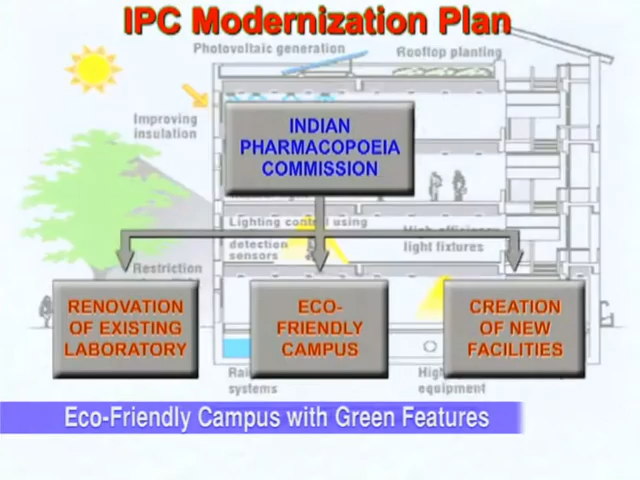 IPC Modernization Plan
Photovoltaic generation
Rooftop planting
Improving
insulation
INDIAN
PHARMACOPOEIA
COMMISSION
Lighting control using
detection
sensors
light fixtures
Restriction
RENOVATION
OF EXISTING
LABORATORY
ECO-
FRIENDLY
CAMPUS
CREATION
OF NEW
FACILITIES
systems
equipment
Eco-Friendly Campus with Green Features